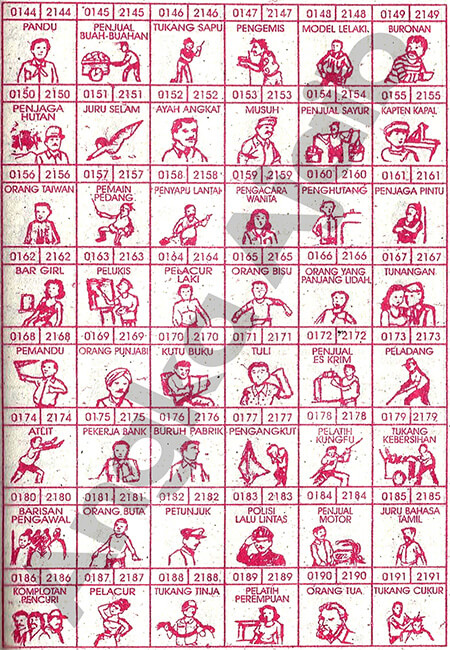 0144 2144 0145 2145 0146 2146 0147 2147 0148 2148 0149 2149
PANDU PENJUAL BUAH-BUAHAN TUKANG SAPU PENGEMIS MODEL LELAKI BURONAN
0150 2150 0151 2151 0152 2152 0153 2153 0154 2154 0155 2155
PENJAGA HUTAN JURU SELAM AYAH ANGKAT MUSUH PENJUAL SAYUR KAPTEN KAPAL
0156 2156 0157 2157 0158 2158 0159 2159 0160 2160 0161 2161
ORANG TAIWAN PEMAIN PEDANG PENYAPU LANTAI PENGACARA WANITA PENGHUTANG PENJAGA PINTU
0162 2162 0163 2163 0164 2164 0165 2165 0166 2166 0167 2167
BAR GIRL PELUKIS PELACUR LAKI ORANG BISU ORANG YANG PANJANG LIDAH TUNANGAN
0168 2168 0169 2169 0170 2170 0171 2171 0172 2172 0173 2173
PEMANDU ORANG PUNJABI KUTU BUKU TULI PENJUAL ES KRIM PELADANG
0174 2174 0175 2175 0176 2176 0177 2177 0178 2178 0179 2179
ATLIT PEKERJA BANK BURUH PABRIK PENGANGKUT PELATIH KUNGFU TUKANG KEBERSIHAN
0180 2180 0181 2181 0182 2182 0183 2183 0184 2184 0185 2185
BARISAN PENGAWAL ORANG BUTA PETUNJUK POLISI LALU LINTAS PENJUAL MOTOR JURU BAHASA TAMIL
0186 2186 0187 2187 0188 2188 0189 2189 0190 2190 0191 2191
KOMPLOTAN PENCURI PELACUR TUKANG TINJA PELATIH PEREMPUAN ORANG TUA TUKANG CUKUR